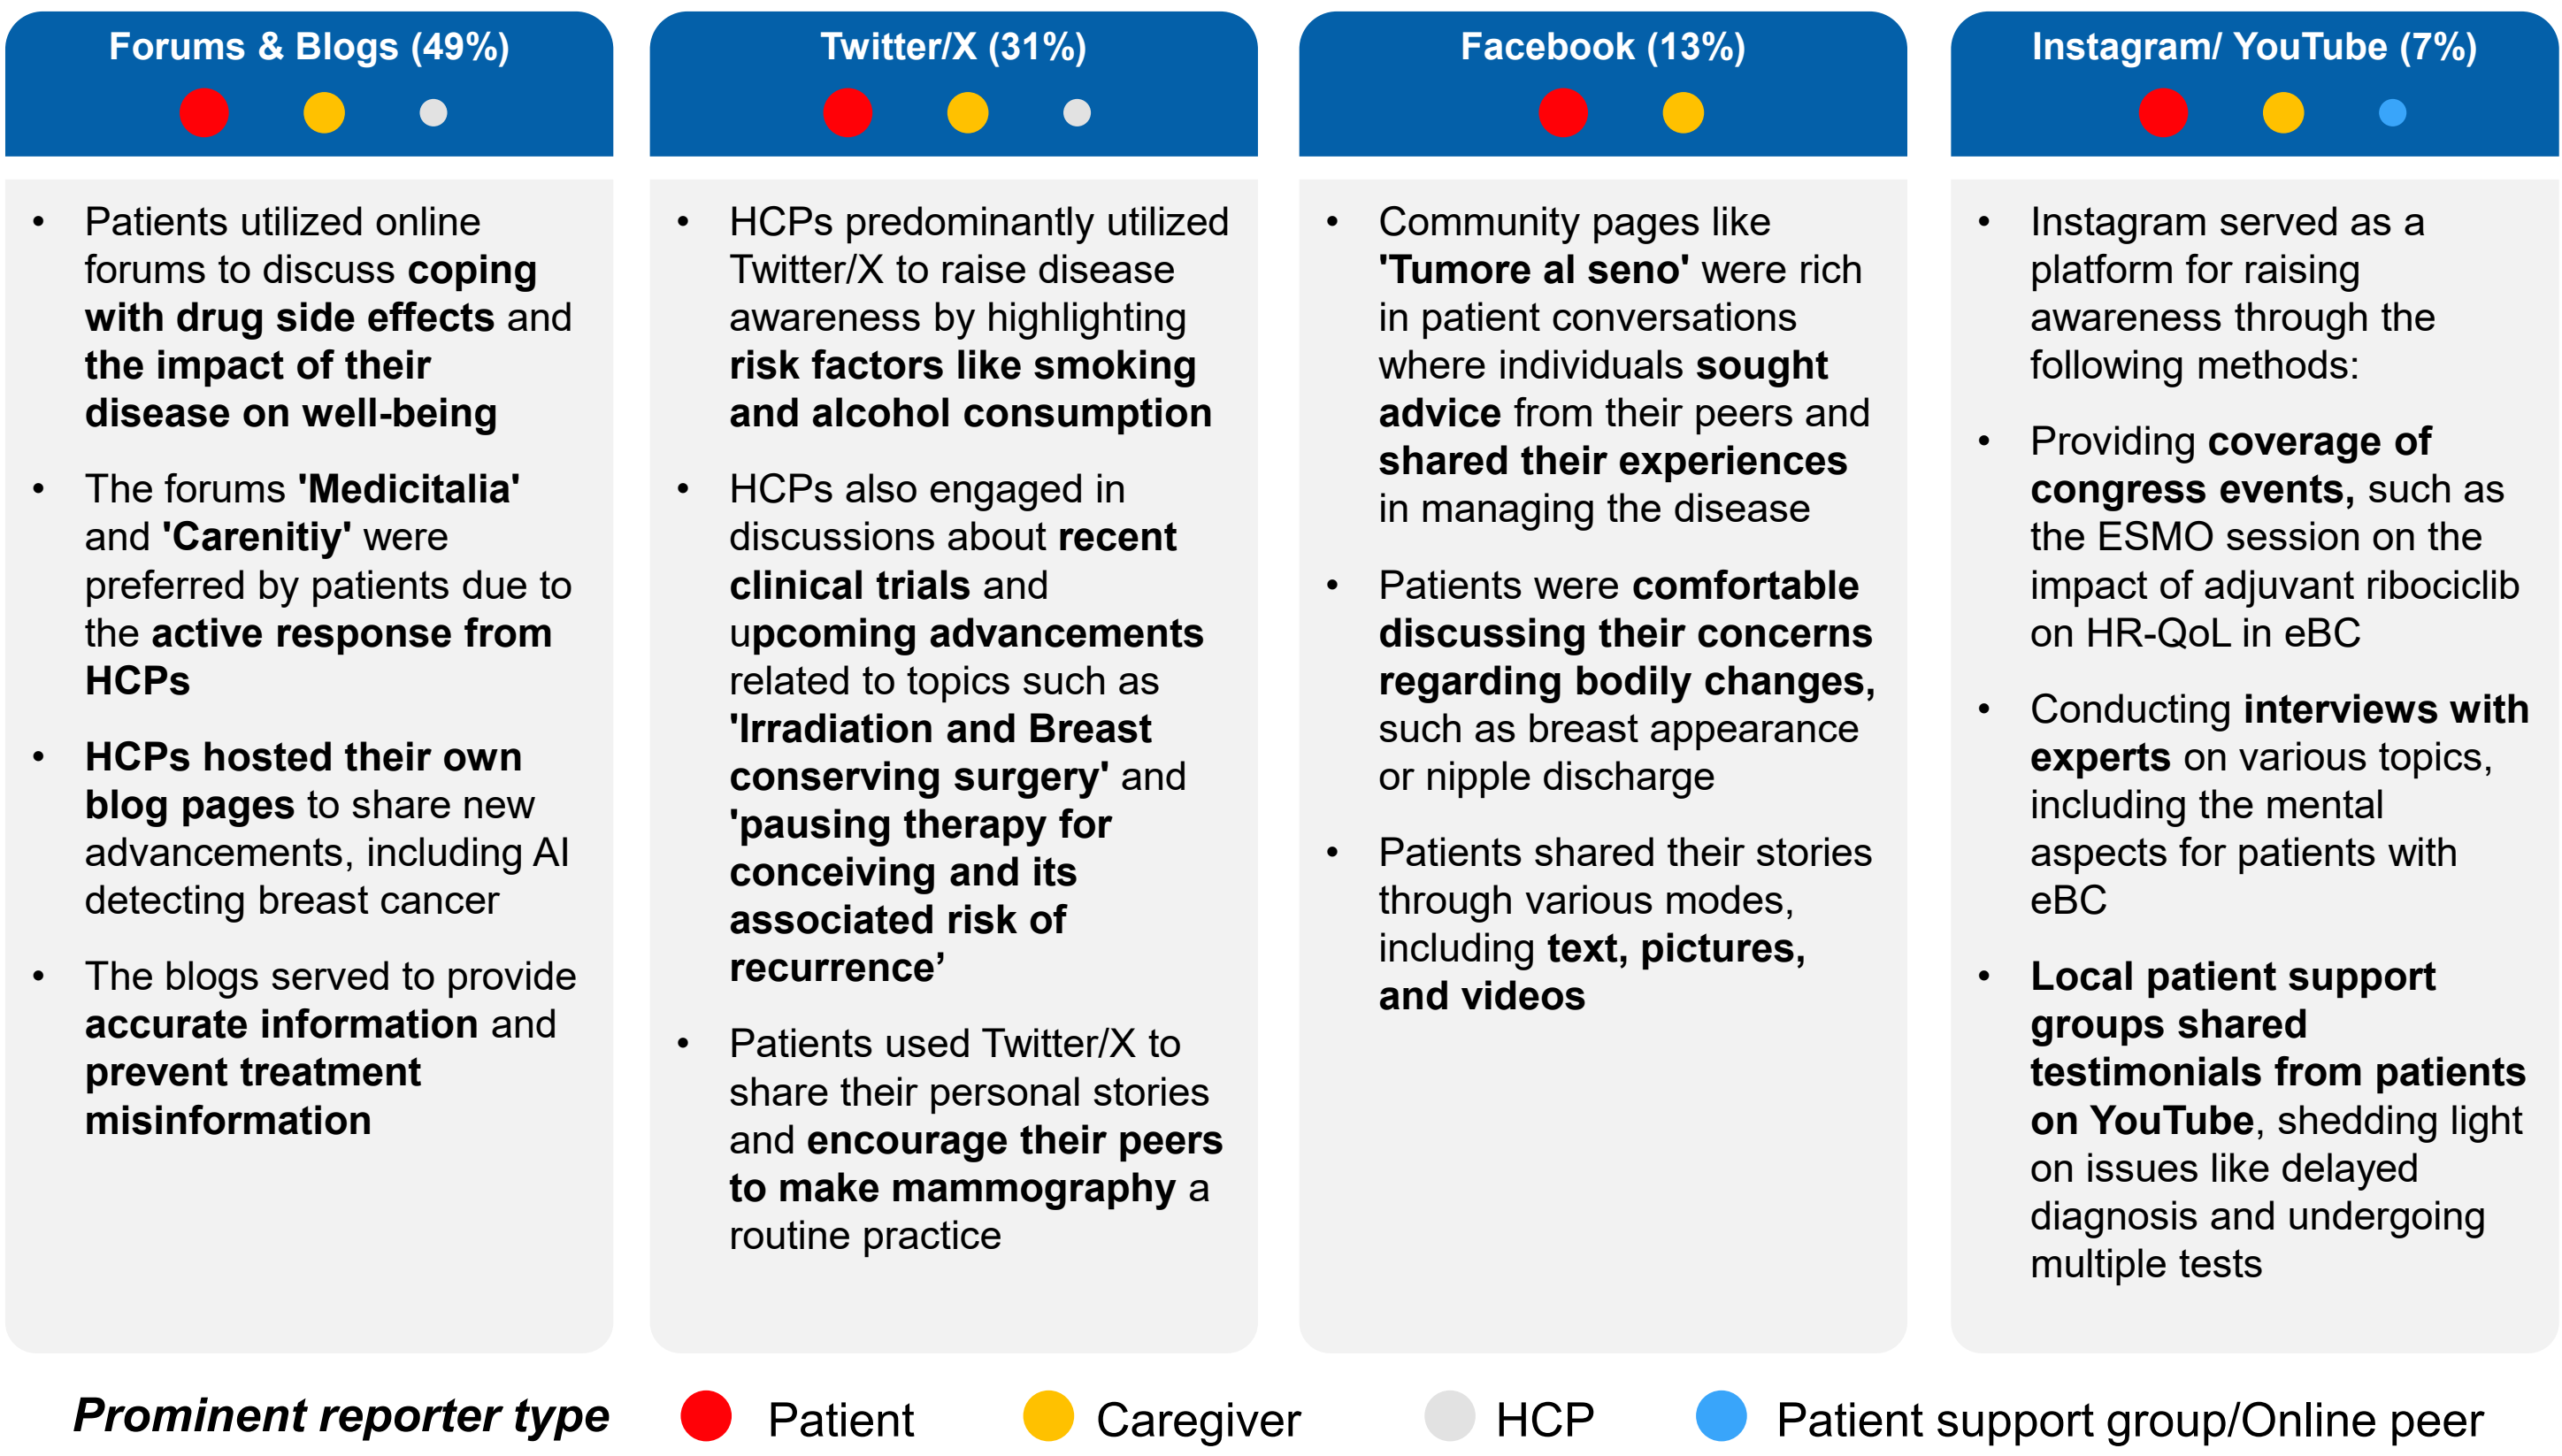 Forums & Blogs (49%)
• Patients utilized online
forums to discuss coping
with drug side effects and
the impact of their
disease on well-being
• The forums 'Medicitalia'
and 'Carenitiy' were
preferred by patients due to
the active response from
HCPs
• HCPs hosted their own
blog pages to share new
advancements, including AI
detecting breast cancer
• The blogs served to provide
accurate information and
prevent treatment
misinformation
Twitter/X (31%)
• HCPs predominantly utilized
Twitter/X to raise disease
awareness by highlighting
risk factors like smoking
and alcohol consumption
• HCPs also engaged in
discussions about recent
clinical trials and
upcoming advancements
related to topics such as
'Irradiation and Breast
conserving surgery' and
'pausing therapy for
conceiving and its
associated risk of
recurrence’
• Patients used Twitter/X to
share their personal stories
and encourage their peers
to make mammography a
routine practice
Facebook (13%)
• Community pages like
'Tumore al seno' were rich
in patient conversations
where individuals sought
advice from their peers and
shared their experiences
in managing the disease
• Patients were comfortable
discussing their concerns
regarding bodily changes,
such as breast appearance
or nipple discharge
• Patients shared their stories
through various modes,
including text, pictures,
and videos
Instagram/ YouTube (7%)
• Instagram served as a
platform for raising
awareness through the
following methods:
• Providing coverage of
congress events, such as
the ESMO session on the
impact of adjuvant ribociclib
on HR-QoL in eBC
• Conducting interviews with
experts on various topics,
including the mental
aspects for patients with
eBC
• Local patient support
groups shared
testimonials from patients
on YouTube, shedding light
on issues like delayed
diagnosis and undergoing
multiple tests
Prominent reporter type Patient Caregiver HCP Patient support group/Online peer